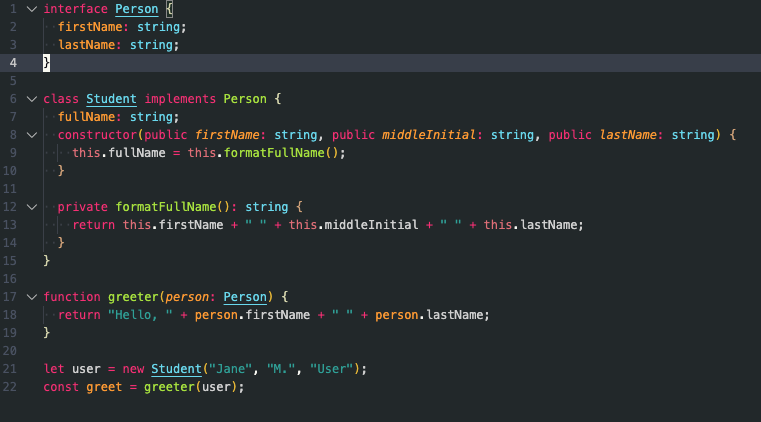 1 interface Person {
2 firstName: string;
3 lastName: string;
4 }
5
6 class Student implements Person {
7 fullName: string;
8 constructor(public firstName: string, public middleInitial: string, public lastName: string) {
9 this.fullName = this.formatFullName();
10 }
11
12 private formatFullName(): string {
13 return this.firstName + " " + this.middleInitial + " " + this.lastName;
14 }
15 }
16
17 function greeter(person: Person) {
18 return "Hello, " + person.firstName + " " + person.lastName;
19 }
20
21 let user = new Student("Jane", "M.", "User");
22 const greet = greeter(user);